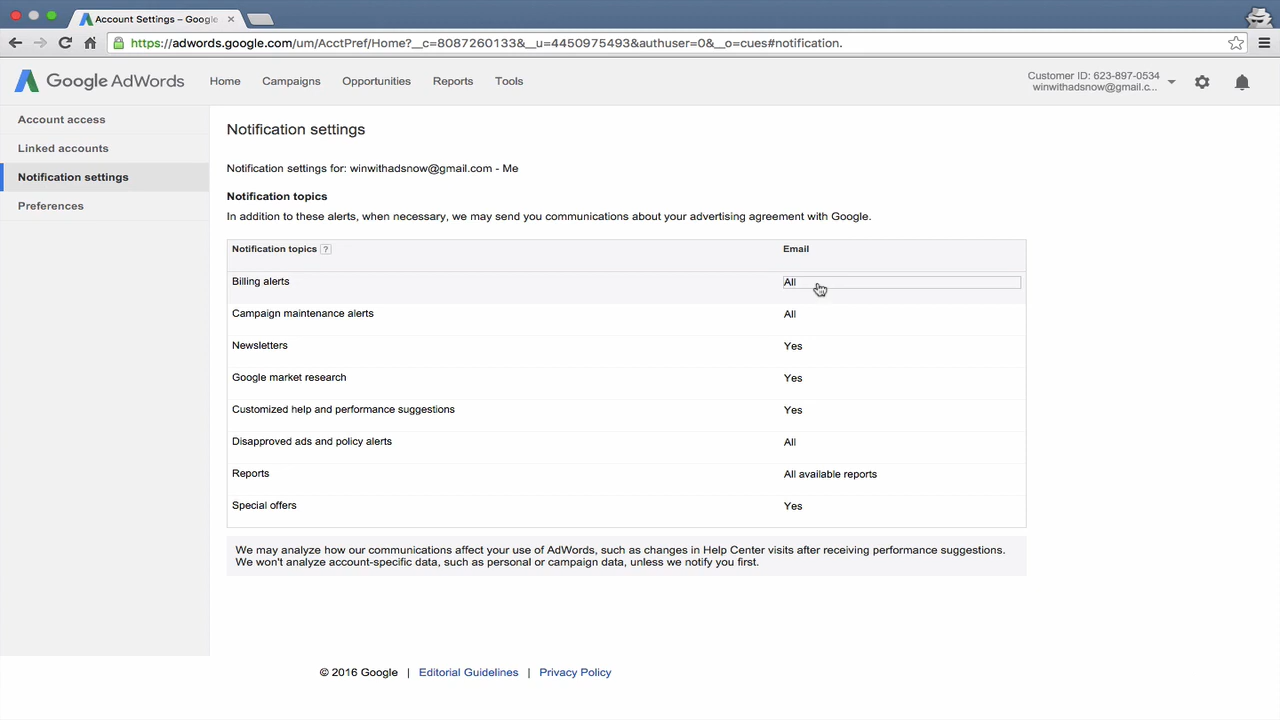 Account Settings – Google
https://adwords.google.com/um/AcctPref/Home?__c=8087260133&__u=4450975493&authuser=0&__o=cues#notification.
Google AdWords Home Campaigns Opportunities Reports Tools
Customer ID: 623-897-0534
winwithadsnow@gmail.c...
Account access
Linked accounts
Notification settings
Preferences
Notification settings
Notification settings for: winwithadsnow@gmail.com - Me
Notification topics
In addition to these alerts, when necessary, we may send you communications about your advertising agreement with Google.
Notification topics ? Email
Billing alerts All
Campaign maintenance alerts All
Newsletters Yes
Google market research Yes
Customized help and performance suggestions Yes
Disapproved ads and policy alerts All
Reports All available reports
Special offers Yes
We may analyze how our communications affect your use of AdWords, such as changes in Help Center visits after receiving performance suggestions.
We won't analyze account-specific data, such as personal or campaign data, unless we notify you first.
© 2016 Google | Editorial Guidelines | Privacy Policy